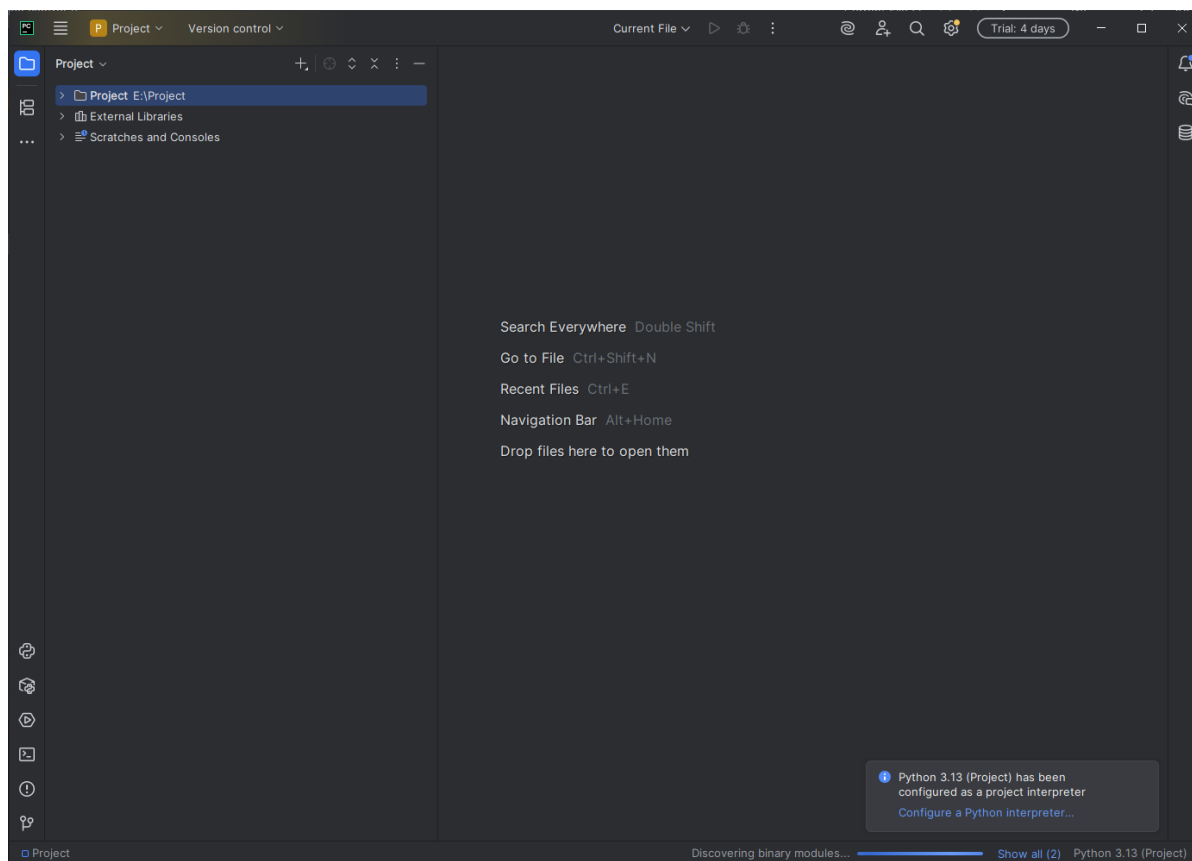 PC
P Project Version control Current File Trial: 4 days
Project
Project E:\Project
External Libraries
Scratches and Consoles
Search Everywhere Double Shift
Go to File Ctrl+Shift+N
Recent Files Ctrl+E
Navigation Bar Alt+Home
Drop files here to open them
Python 3.13 (Project) has been
configured as a project interpreter
Configure a Python interpreter...
Project Discovering binary modules... Show all (2) Python 3.13 (Project)